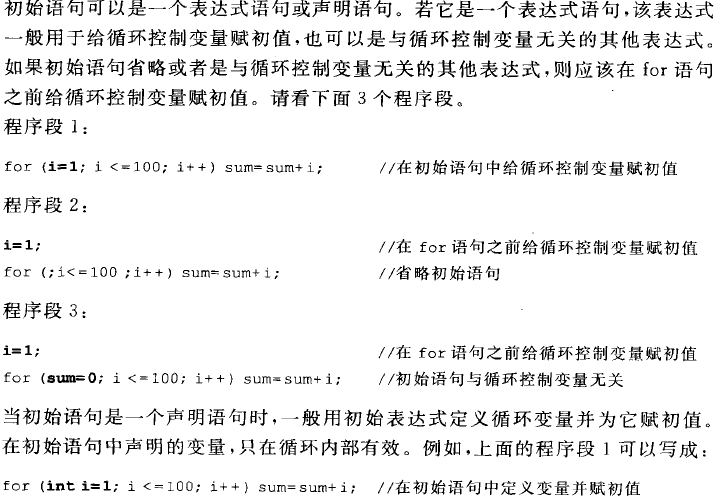 初始语句可以是一个表达式语句或声明语句。若它是一个表达式语句,该表达式
一般用于给循环控制变量赋初值,也可以是与循环控制变量无关的其他表达式。
如果初始语句省略或者是与循环控制变量无关的其他表达式,则应该在 for 语句
之前给循环控制变量赋初值。请看下面 3 个程序段。
程序段 1:
for (i=1; i <=100; i++) sum=sum+i; //在初始语句中给循环控制变量赋初值
程序段 2:
i=1; //在 for 语句之前给循环控制变量赋初值
for (;i<=100 ;i++) sum=sum+i; //省略初始语句
程序段 3:
i=1; //在 for 语句之前给循环控制变量赋初值
for (sum=0; i <=100; i++) sum=sum+i; //初始语句与循环控制变量无关
当初始语句是一个声明语句时,一般用初始表达式定义循环变量并为它赋初值。
在初始语句中声明的变量,只在循环内部有效。例如,上面的程序段 1 可以写成:
for (int i=1; i <=100; i++) sum=sum+i; //在初始语句中定义变量并赋初值